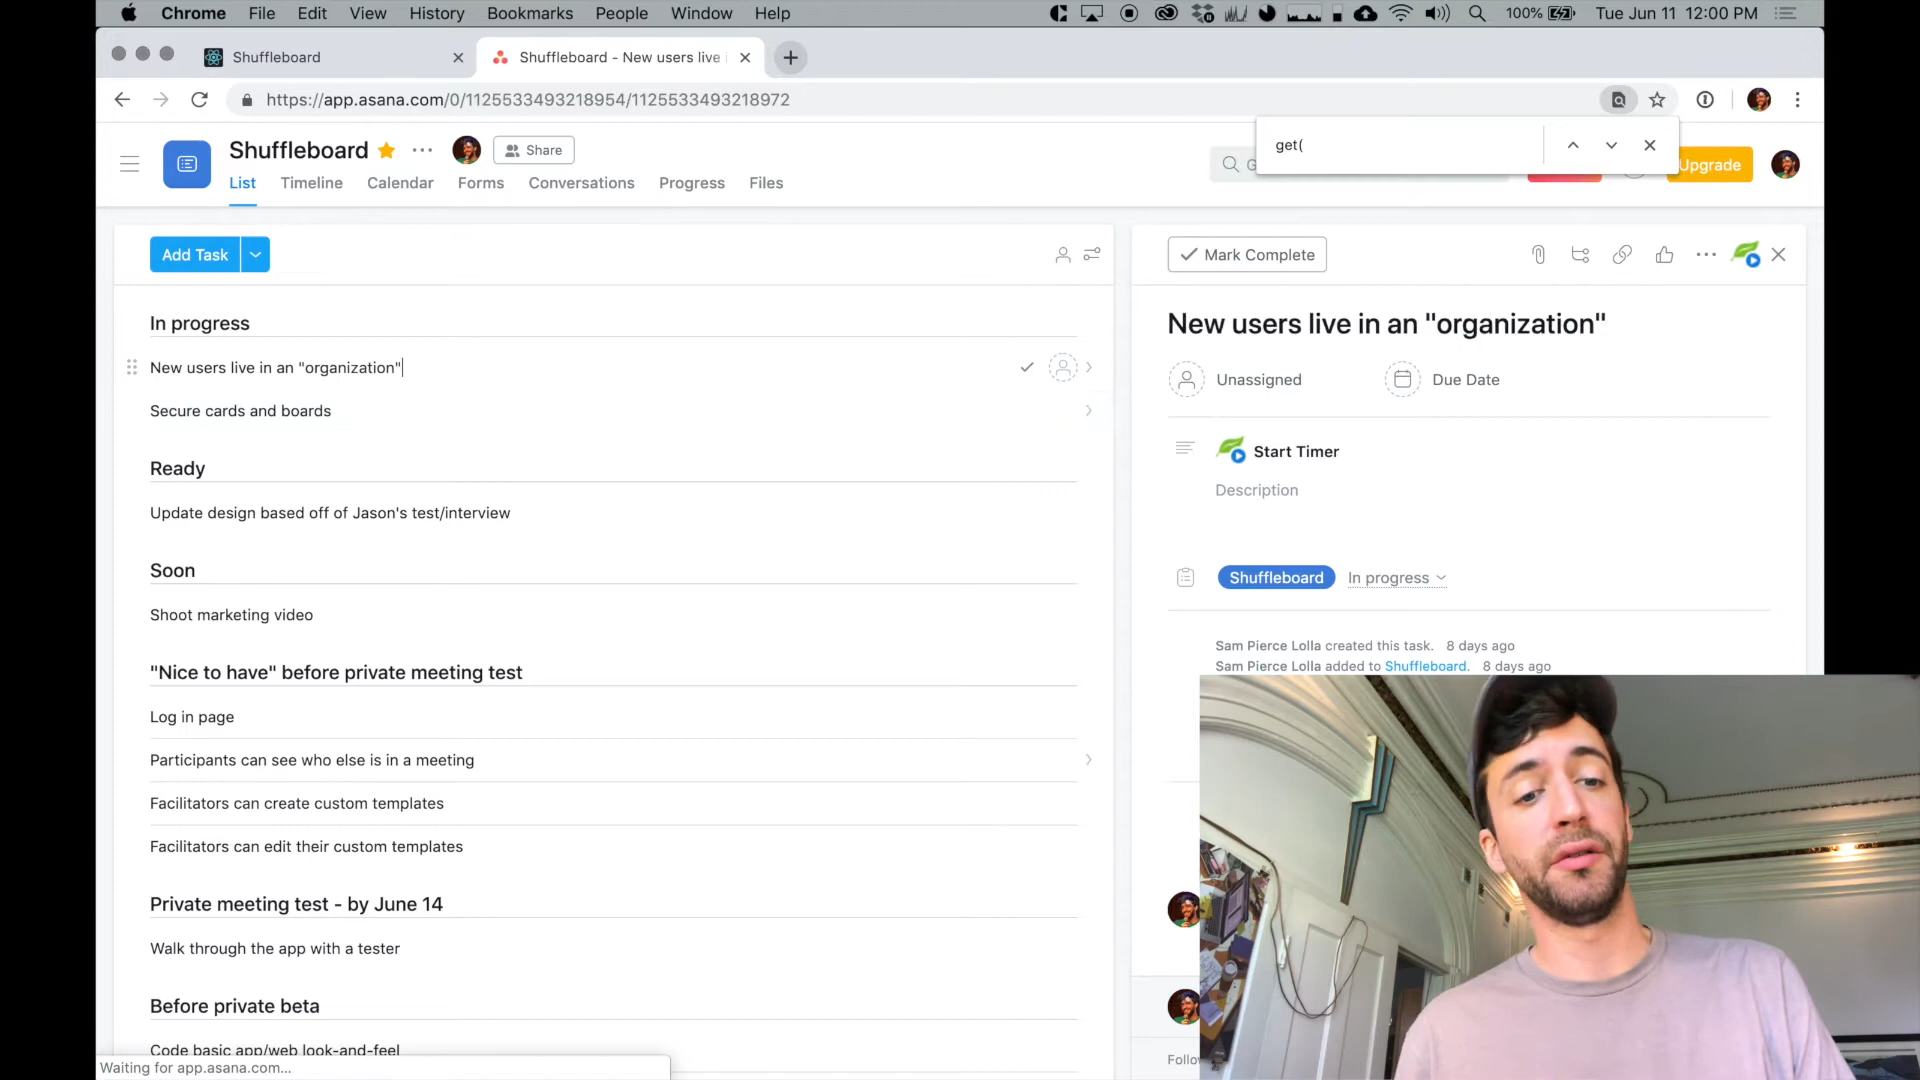 Chrome File Edit View History Bookmarks People Window Help 100% Tue Jun 11 12:00 PM
Shuffleboard Shuffleboard - New users live
https://app.asana.com/0/1125533493218954/1125533493218972
get(
Shuffleboard Share
G Upgrade
List Timeline Calendar Forms Conversations Progress Files
Add Task
Mark Complete
In progress
New users live in an "organization"
Secure cards and boards
Ready
Update design based off of Jason's test/interview
Soon
Shoot marketing video
"Nice to have" before private meeting test
Log in page
Participants can see who else is in a meeting
Facilitators can create custom templates
Facilitators can edit their custom templates
Private meeting test - by June 14
Walk through the app with a tester
Before private beta
Code basic app/web look-and-feel
Waiting for app.asana.com...
New users live in an "organization"
Unassigned Due Date
Start Timer
Description
Shuffleboard In progress
Sam Pierce Lolla created this task. 8 days ago
Sam Pierce Lolla added to Shuffleboard. 8 days ago
Follo